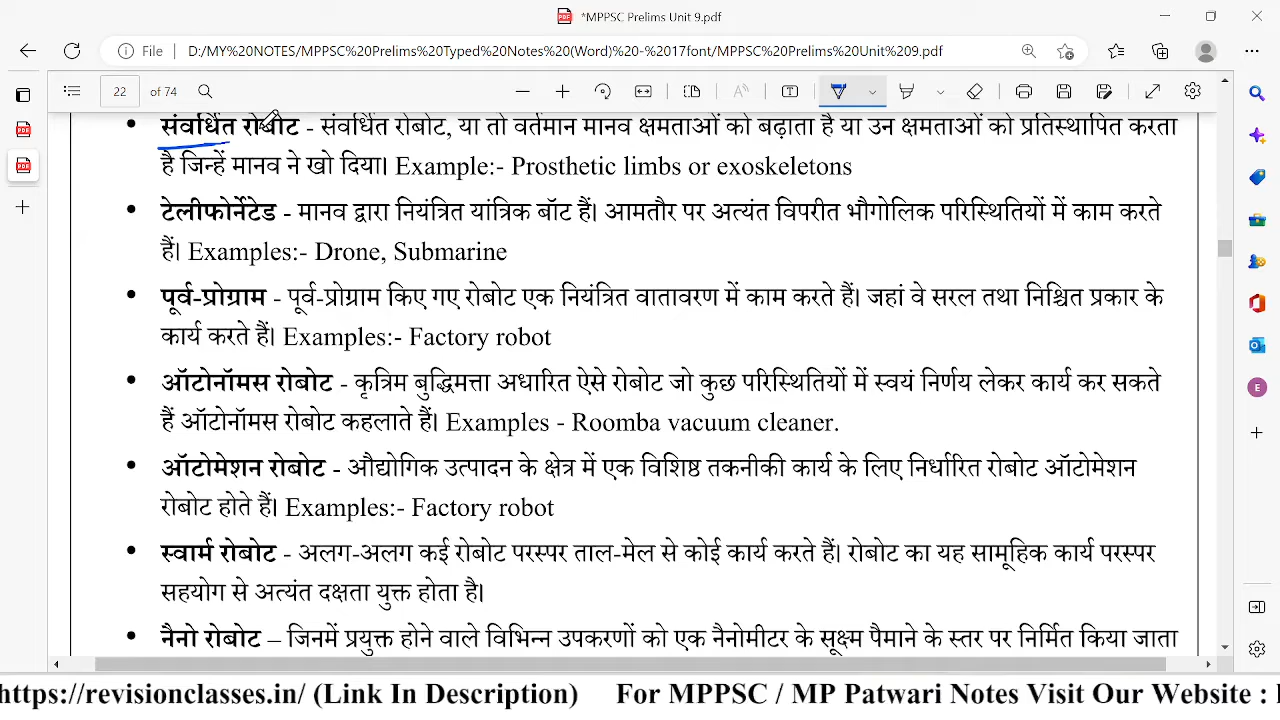 *MPPSC Prelims Unit 9.pdf
File D:/MY%20NOTES/MPPSC%20Prelims%20Typed%20Notes%20(Word)%20-%2017font/MPPSC%20Prelims%20Unit%209.pdf
22 of 74
संवर्धित रोबोट - संवर्धित रोबोट, या तो वर्तमान मानव क्षमताओं को बढ़ाता है या उन क्षमताओं को प्रतिस्थापित करता
है जिन्हें मानव ने खो दिया। Example:- Prosthetic limbs or exoskeletons
टेलीफोर्नेटेड - मानव द्वारा नियंत्रित यांत्रिक बॉट हैं। आमतौर पर अत्यंत विपरीत भौगोलिक परिस्थितियों में काम करते
हैं। Examples:- Drone, Submarine
पूर्व-प्रोग्राम - पूर्व-प्रोग्राम किए गए रोबोट एक नियंत्रित वातावरण में काम करते हैं। जहां वे सरल तथा निश्चित प्रकार के
कार्य करते हैं। Examples:- Factory robot
ऑटोनॉमस रोबोट - कृत्रिम बुद्धिमत्ता अधारित ऐसे रोबोट जो कुछ परिस्थितियों में स्वयं निर्णय लेकर कार्य कर सकते
हैं ऑटोनॉमस रोबोट कहलाते हैं। Examples - Roomba vacuum cleaner.
ऑटोमेशन रोबोट - औद्योगिक उत्पादन के क्षेत्र में एक विशिष्ठ तकनीकी कार्य के लिए निर्धारित रोबोट ऑटोमेशन
रोबोट होते हैं। Examples:- Factory robot
स्वार्म रोबोट - अलग-अलग कई रोबोट परस्पर ताल-मेल से कोई कार्य करते हैं। रोबोट का यह सामूहिक कार्य परस्पर
सहयोग से अत्यंत दक्षता युक्त होता है।
नैनो रोबोट – जिनमें प्रयुक्त होने वाले विभिन्न उपकरणों को एक नैनोमीटर के सूक्ष्म पैमाने के स्तर पर निर्मित किया जाता
https://revisionclasses.in/ (Link In Description) For MPPSC / MP Patwari Notes Visit Our Website :